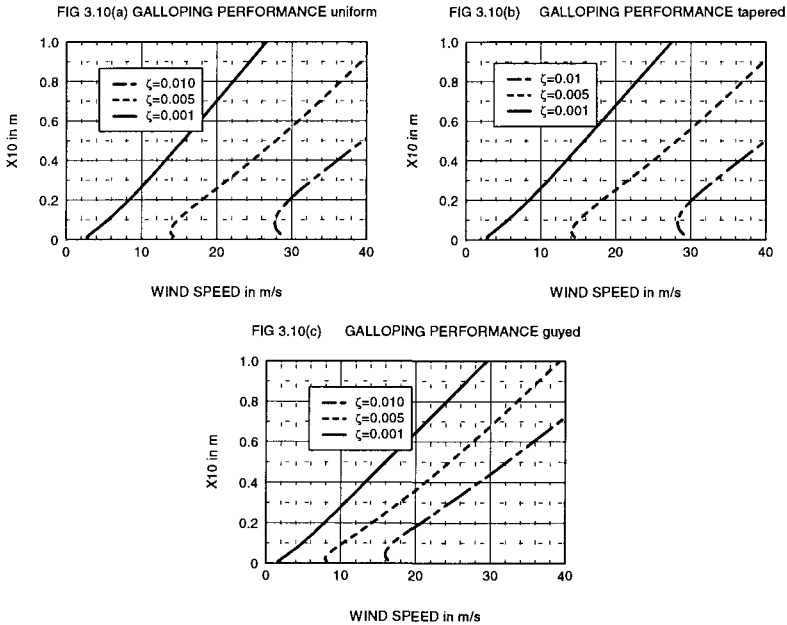 FIG 3.10(a) GALLOPING PERFORMANCE uniform
X10 in m
1.0
0.8
0.6
0.4
0.2
0
ζ=0.010
ζ=0.005
ζ=0.001
0 10 20 30 40
WIND SPEED in m/s
FIG 3.10(b) GALLOPING PERFORMANCE tapered
X10 in m
1.0
0.8
0.6
0.4
0.2
0
ζ=0.01
ζ=0.005
ζ=0.001
0 10 20 30 40
WIND SPEED in m/s
FIG 3.10(c) GALLOPING PERFORMANCE guyed
X10 in m
1.0
0.8
0.6
0.4
0.2
0
ζ=0.010
ζ=0.005
ζ=0.001
0 10 20 30 40
WIND SPEED in m/s